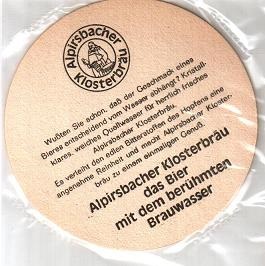 Alpirsbacher
Klosterbräu
Wußten Sie schon, daß der Geschmack eines
Bieres entscheidend vom Wasser abhängt? Kristall-
klares, weiches Quellwasser für herrlich frisches
Alpirsbacher Klosterbräu.
Es verleiht den edlen Bitterstoffen des Hopfens eine
angenehme Reinheit und macht Alpirsbacher Kloster-
bräu zu einem einmaligen Genuß.
Alpirsbacher Klosterbräu
das Bier
mit dem berühmten
Brauwasser